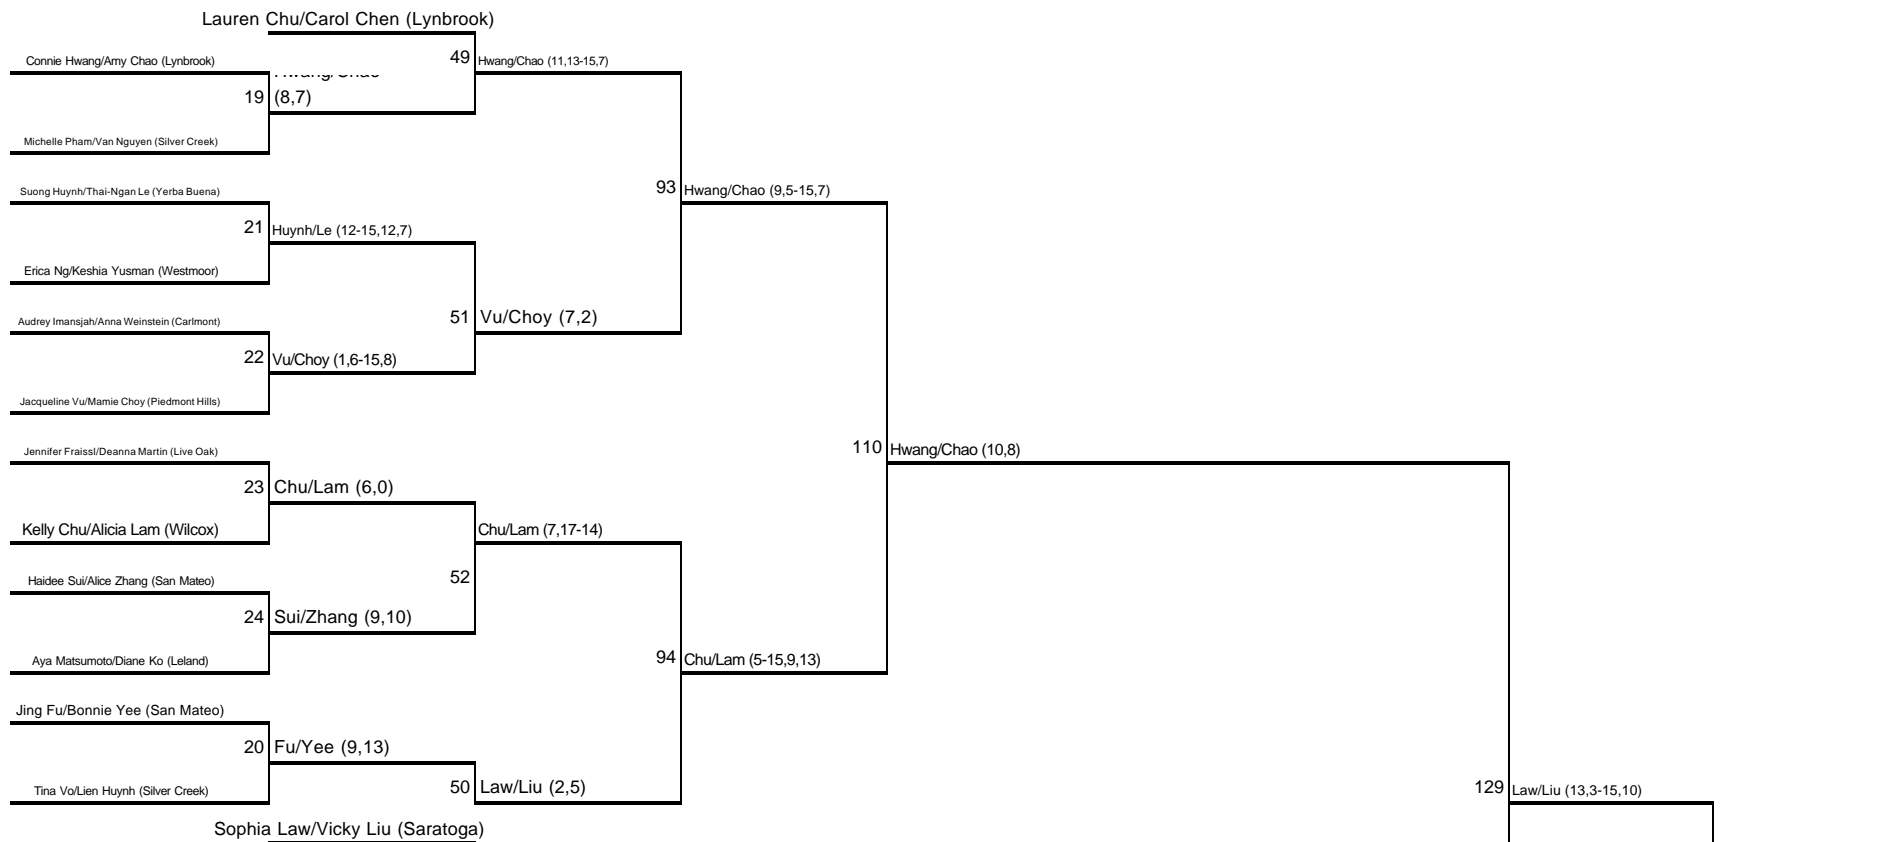 Lauren Chu/Carol Chen (Lynbrook)
Connie Hwang/Amy Chao (Lynbrook)
49 Hwang/Chao (11,13-15,7)
19 (8,7)
Michelle Pham/Van Nguyen (Silver Creek)
Suong Huynh/Thai-Ngan Le (Yerba Buena)
93 Hwang/Chao (9,5-15,7)
21 Huynh/Le (12-15,12,7)
Erica Ng/Keshia Yusman (Westmoor)
Audrey Imansjah/Anna Weinstein (Carlmont)
51 Vu/Choy (7,2)
22 Vu/Choy (1,6-15,8)
Jacqueline Vu/Mamie Choy (Piedmont Hills)
Jennifer Fraissl/Deanna Martin (Live Oak)
110 Hwang/Chao (10,8)
23 Chu/Lam (6,0)
Kelly Chu/Alicia Lam (Wilcox)
Chu/Lam (7,17-14)
Haidee Sui/Alice Zhang (San Mateo)
52
24 Sui/Zhang (9,10)
Aya Matsumoto/Diane Ko (Leland)
94 Chu/Lam (5-15,9,13)
Jing Fu/Bonnie Yee (San Mateo)
20 Fu/Yee (9,13)
Tina Vo/Lien Huynh (Silver Creek)
50 Law/Liu (2,5)
129 Law/Liu (13,3-15,10)
Sophia Law/Vicky Liu (Saratoga)